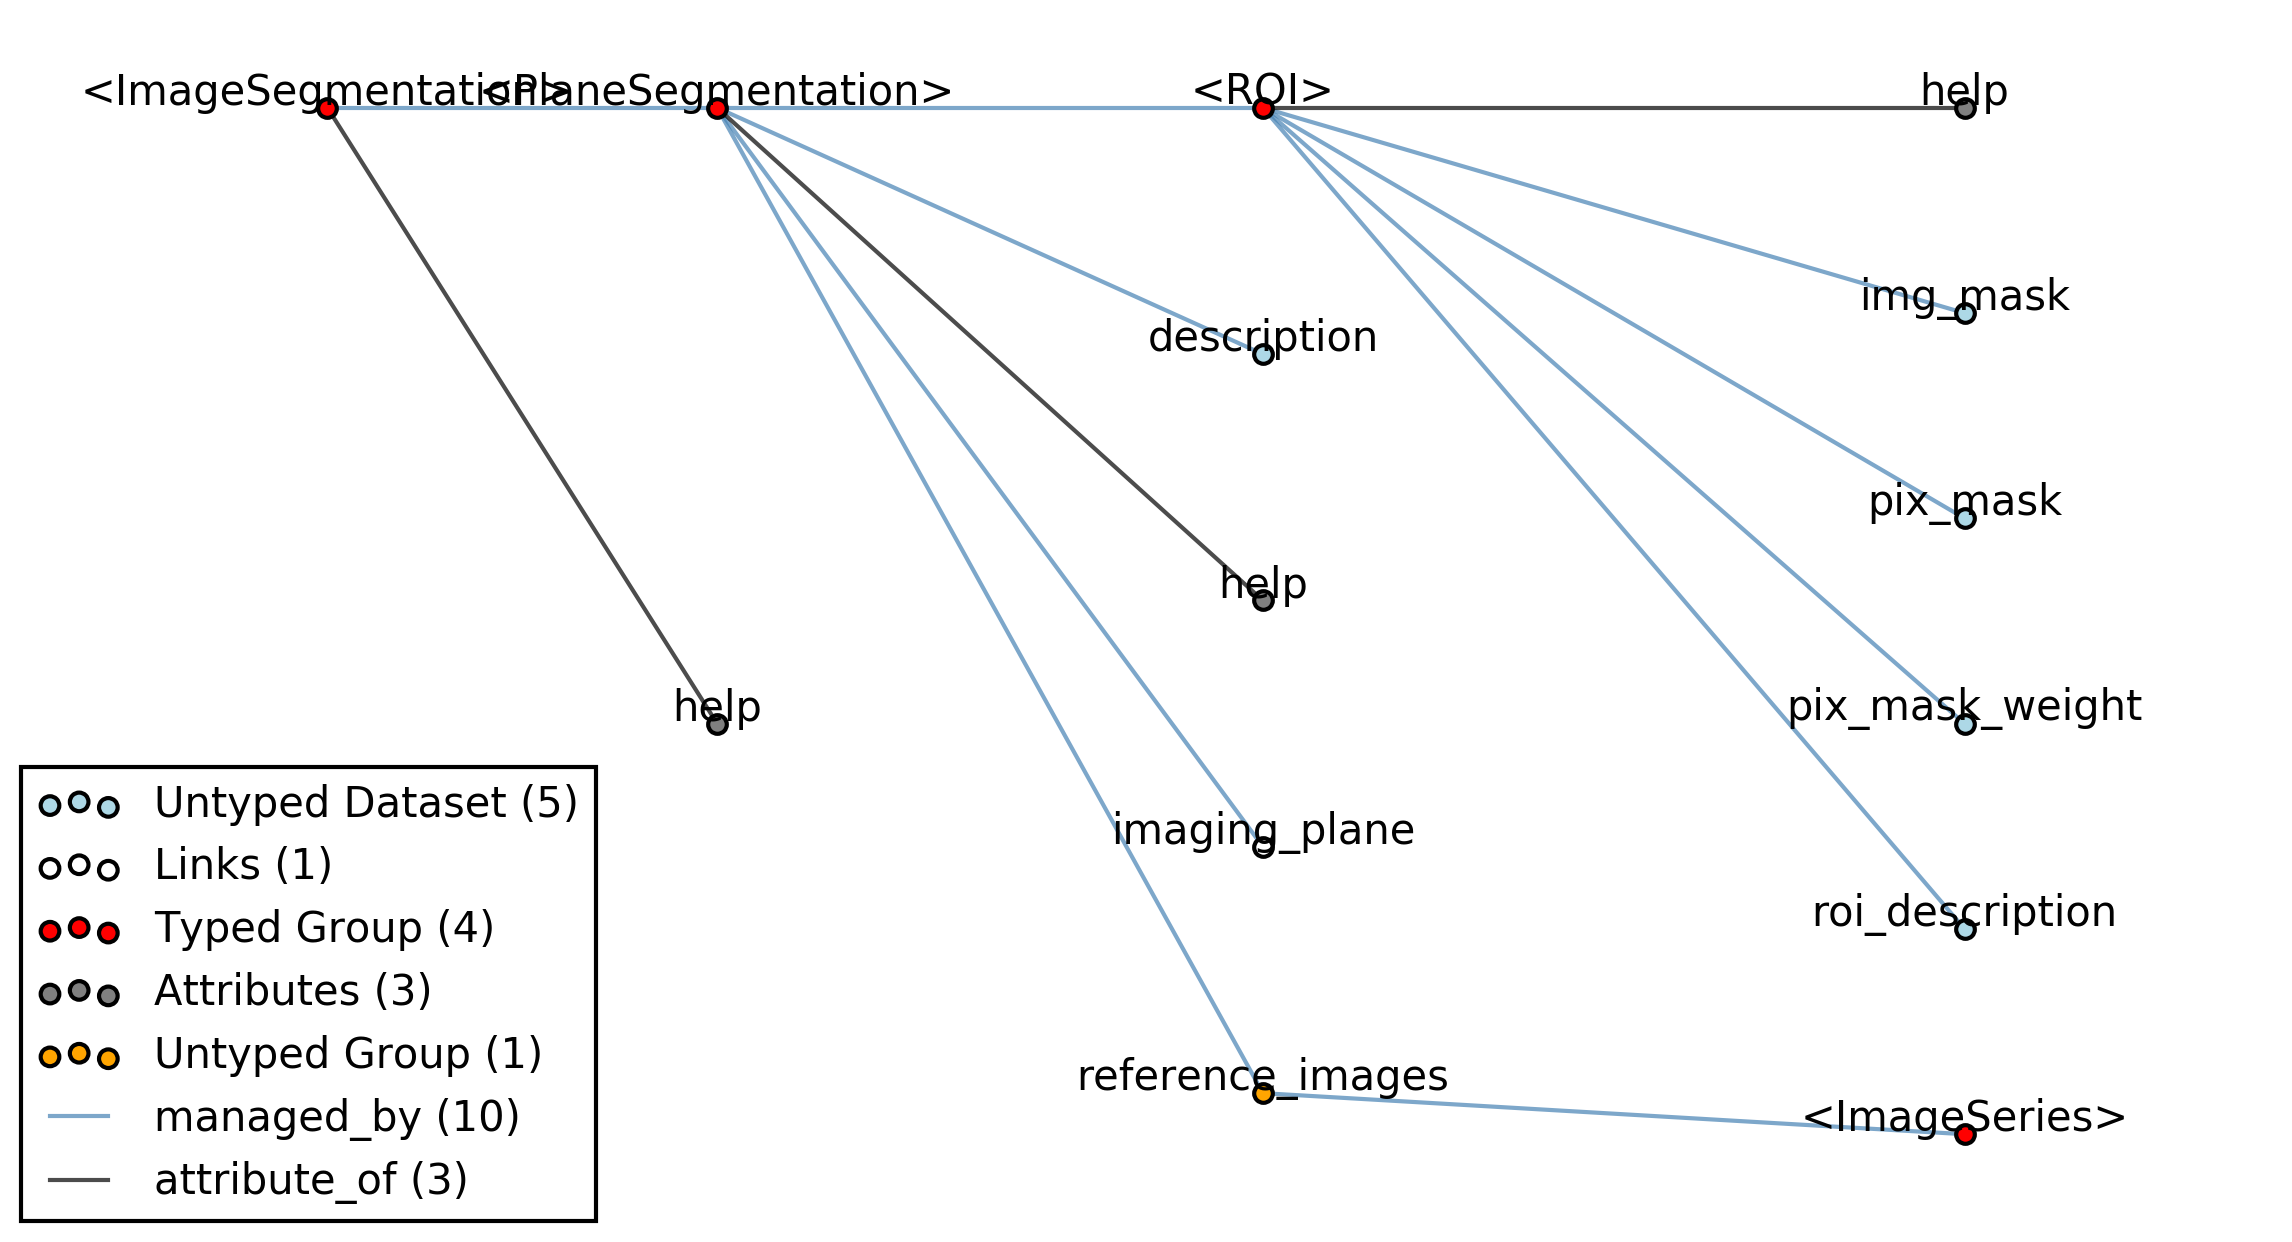 <ImageSegmentation>
<PlaneSegmentation>
<ROI>
help
img_mask
description
pix_mask
help
help
pix_mask_weight
imaging_plane
roi_description
reference_images
<ImageSeries>
Untyped Dataset (5)
Links (1)
Typed Group (4)
Attributes (3)
Untyped Group (1)
managed_by (10)
attribute_of (3)